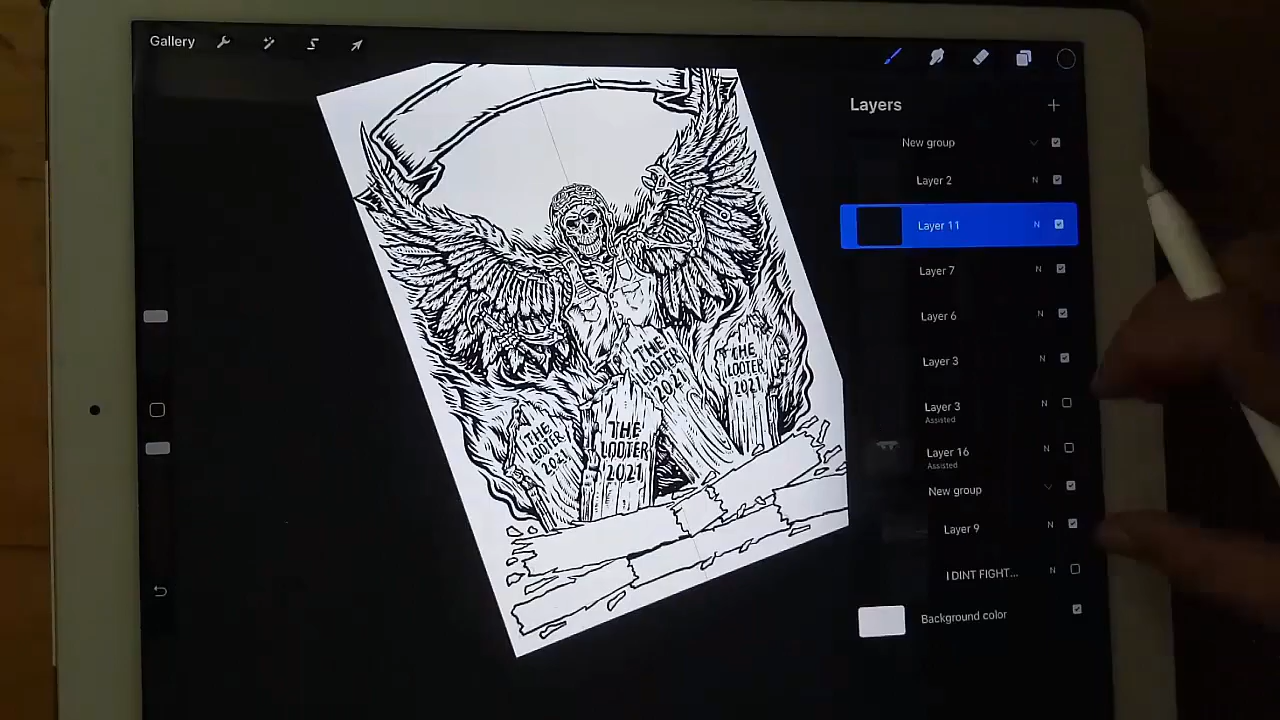 Gallery
Layers
New group
Layer 2
N
Layer 11
N
Layer 7
N
Layer 6
N
Layer 3
N
Layer 3
N
Assisted
Layer 16
N
Assisted
New group
Layer 9
N
I DINT FIGHT...
N
Background color
THE
LOOTER
2021
THE
LOOTER
2021
THE
LOOTER
2021
THE
LOOTER
2021